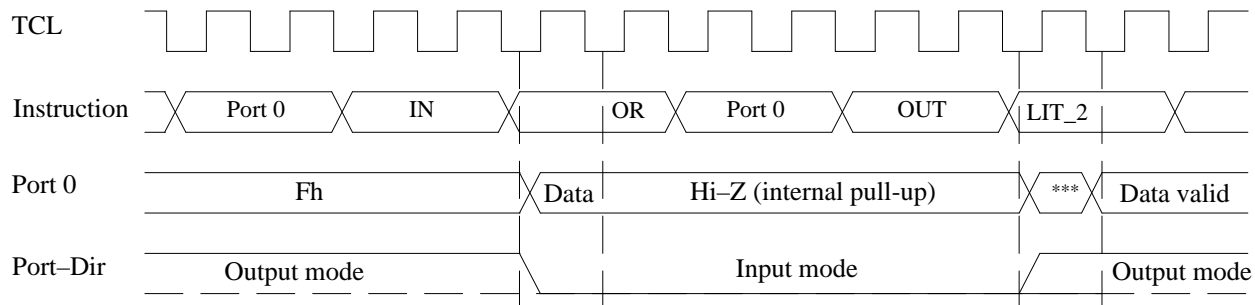 TCL
Instruction Port 0 IN OR Port 0 OUT LIT_2
Port 0 Fh Data Hi–Z (internal pull-up) *** Data valid
Port–Dir Output mode Input mode Output mode